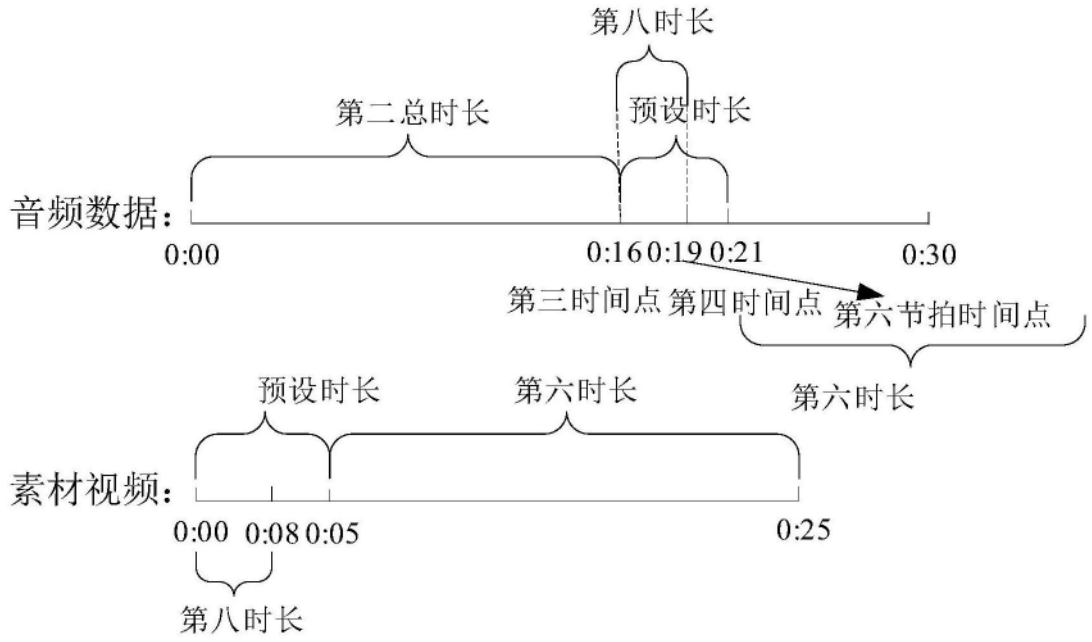 第八时长
第二总时长
预设时长
音频数据:
0:00
0:16
0:19
0:21
0:30
第三时间点
第四时间点
第六节拍时间点
预设时长
第六时长
第六时长
素材视频:
0:00
0:08
0:05
0:25
第八时长